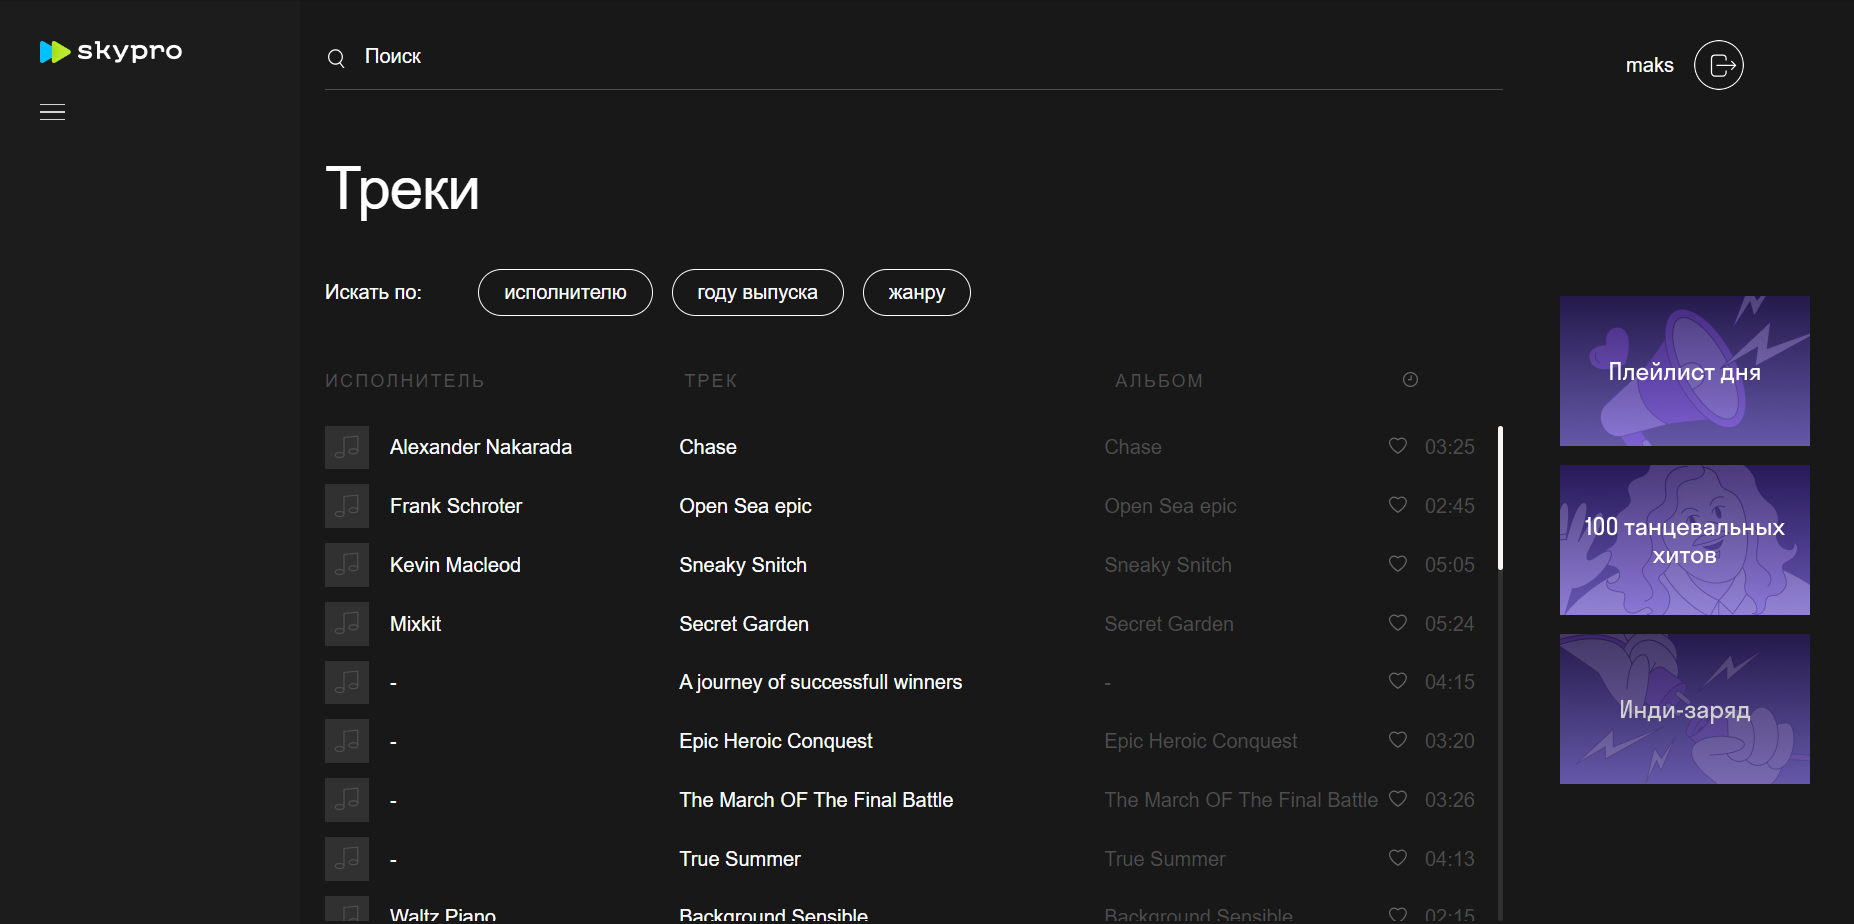 skypro
Поиск
maks
Треки
Искать по: исполнителю году выпуска жанру
ИСПОЛНИТЕЛЬ ТРЕК АЛЬБОМ
Alexander Nakarada Chase Chase 03:25
Frank Schroter Open Sea epic Open Sea epic 02:45
Kevin Macleod Sneaky Snitch Sneaky Snitch 05:05
Mixkit Secret Garden Secret Garden 05:24
- A journey of successfull winners - 04:15
- Epic Heroic Conquest Epic Heroic Conquest 03:20
- The March OF The Final Battle The March OF The Final Battle 03:26
- True Summer True Summer 04:13
Waltz Piano Background Sensible Background Sensible 02:15
Плейлист дня
100 танцевальных
хитов
Инди-заряд